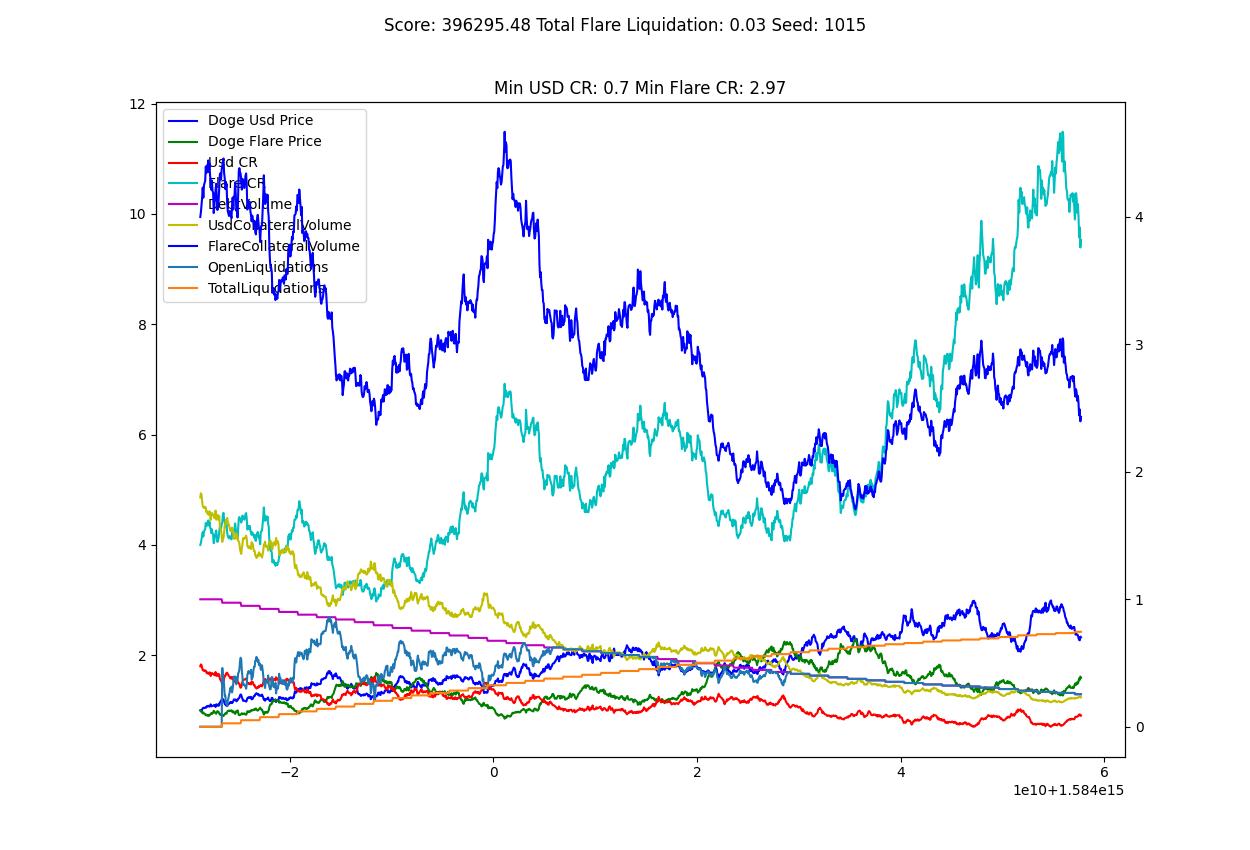 Score: 396295.48 Total Flare Liquidation: 0.03 Seed: 1015
Min USD CR: 0.7 Min Flare CR: 2.97
12
10
8
6
4
2
Doge Usd Price
Doge Flare Price
Usd CR
Flare CR
DebtVolume
UsdCollateralVolume
FlareCollateralVolume
OpenLiquidations
TotalLiquidations
4
3
2
1
0
−2
0
2
4
6
1e10+1.584e15